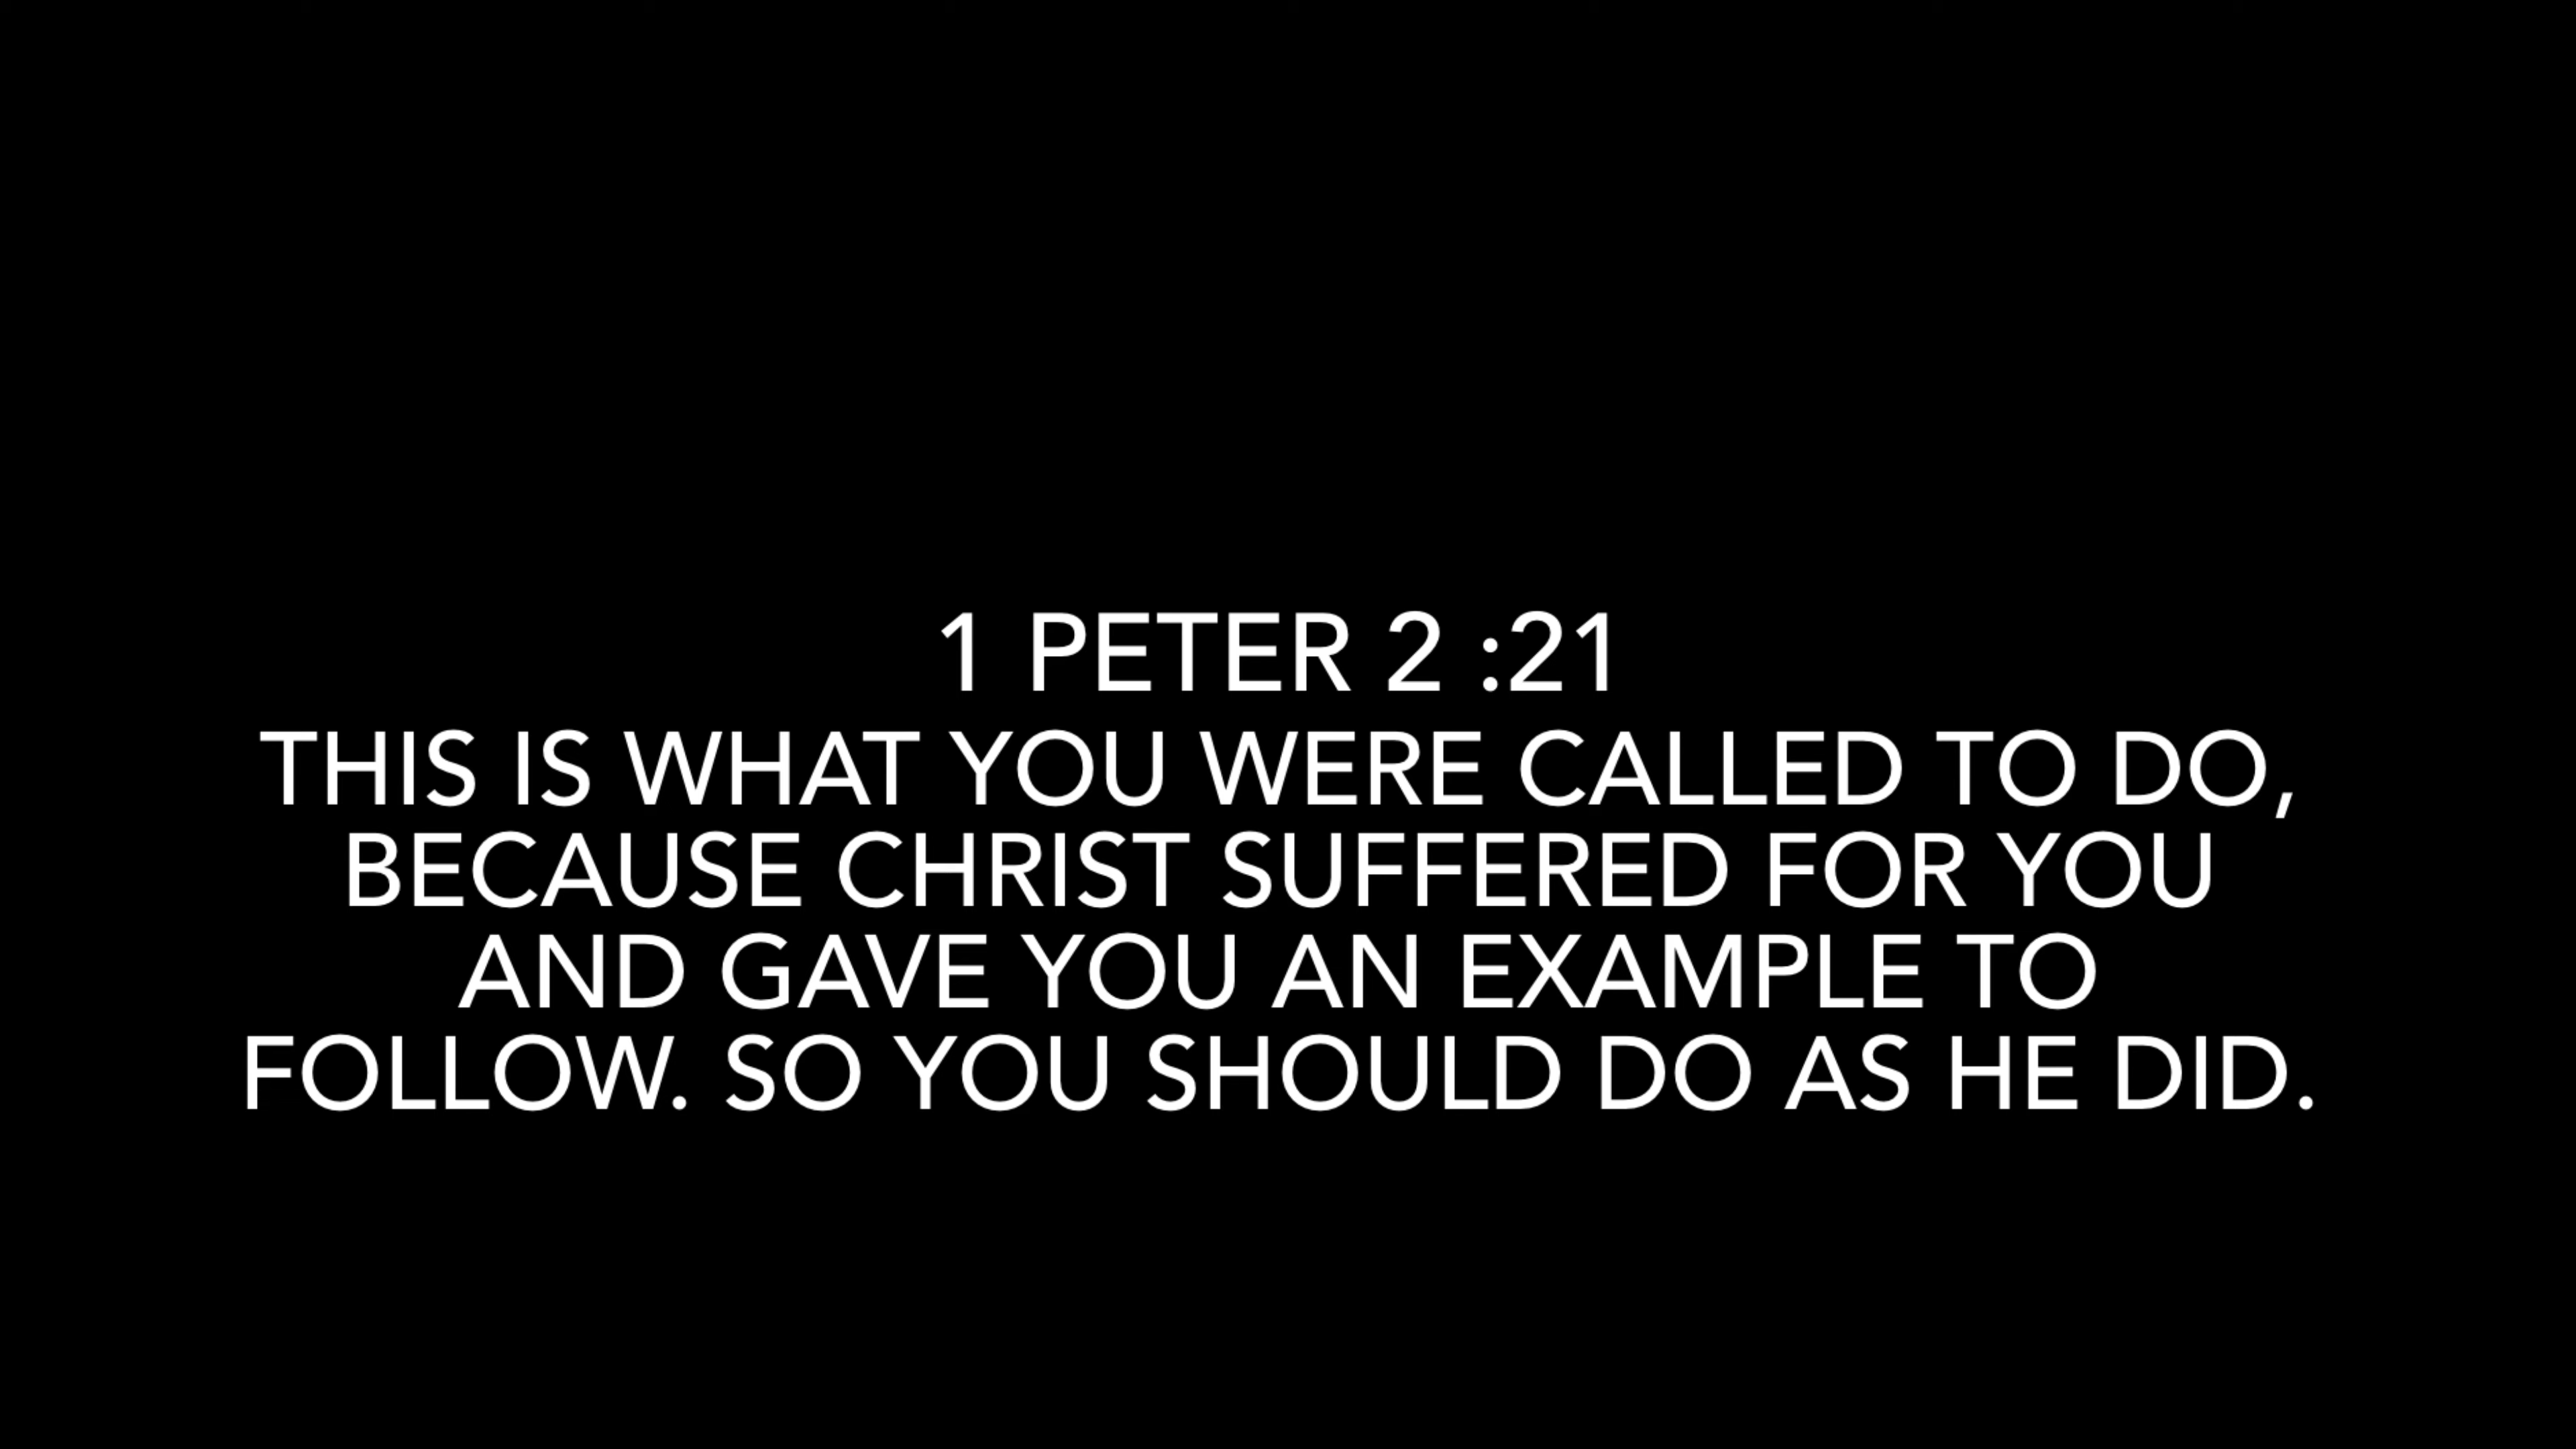 1 PETER 2 :21
THIS IS WHAT YOU WERE CALLED TO DO,
BECAUSE CHRIST SUFFERED FOR YOU
AND GAVE YOU AN EXAMPLE TO
FOLLOW. SO YOU SHOULD DO AS HE DID.